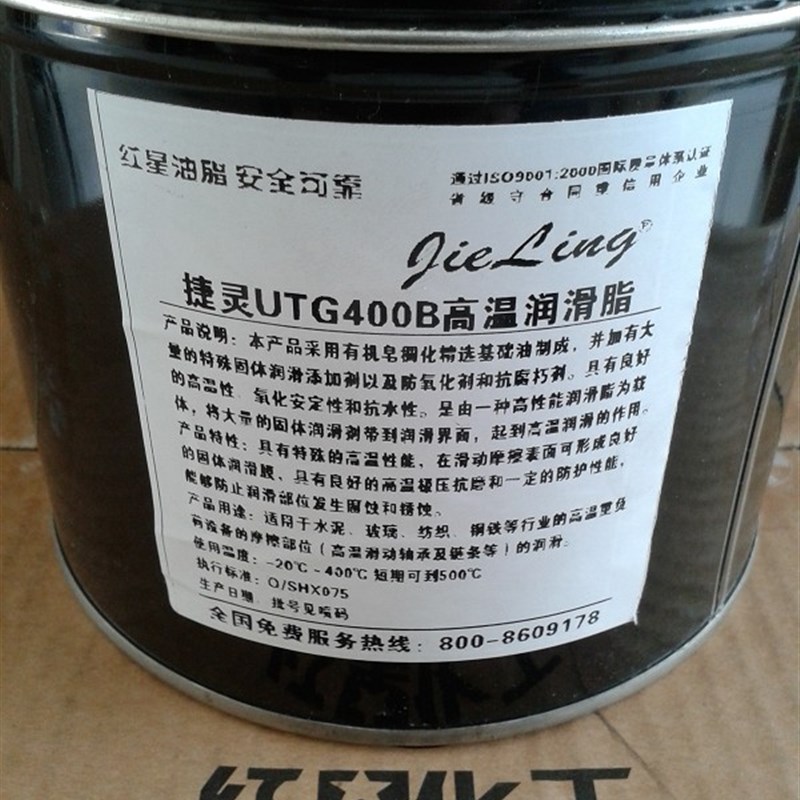 红星油脂 安全可靠
通过ISO9001:2000国际质量体系认证
省级守合同重信用企业
JieLing®
捷灵UTG400B高温润滑脂
产品说明：本产品采用有机皂稠化精选基础油制成，并加有大
量的特殊固体润滑添加剂以及防氧化剂和抗腐朽剂。具有良好
的高温性、氧化安定性和抗水性。是由一种高性能润滑脂为载
体，将大量的固体润滑剂带到润滑界面，起到高温润滑的作用。
产品特性：具有特殊的高温性能，在滑动摩擦表面可形成良好
的固体润滑膜，具有良好的高温极压抗磨和一定的防护性能，
能够防止润滑部位发生腐蚀和锈蚀。
产品用途：适用于水泥、玻璃、纺织、钢铁等行业的高温重负
荷设备的摩擦部位（高温滑动轴承及链条等）的润滑。
使用温度：-20℃-400℃ 短期可到500℃
执行标准：Q/SHX075
生产日期、批号见喷码
全国免费服务热线：800-8609178
红星化工